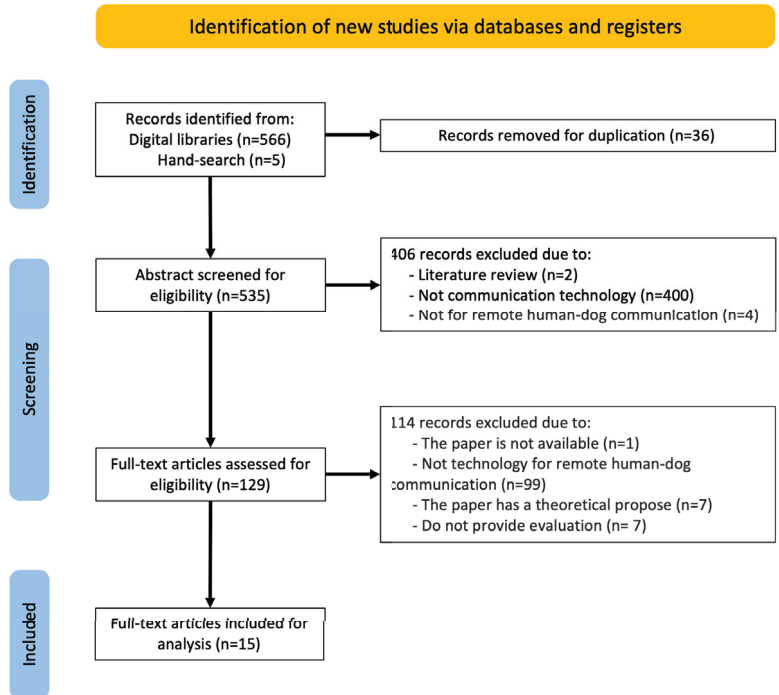 Identification of new studies via databases and registers
Identification
Records identified from:
Digital libraries (n=566)
Hand-search (n=5)
Records removed for duplication (n=36)
Screening
Abstract screened for
eligibility (n=535)
406 records excluded due to:
- Literature review (n=2)
- Not communication technology (n=400)
- Not for remote human-dog communication (n=4)
Full-text articles assessed for
eligibility (n=129)
114 records excluded due to:
- The paper is not available (n=1)
- Not technology for remote human-dog
communication (n=99)
- The paper has a theoretical propose (n=7)
- Do not provide evaluation (n= 7)
Included
Full-text articles included for
analysis (n=15)